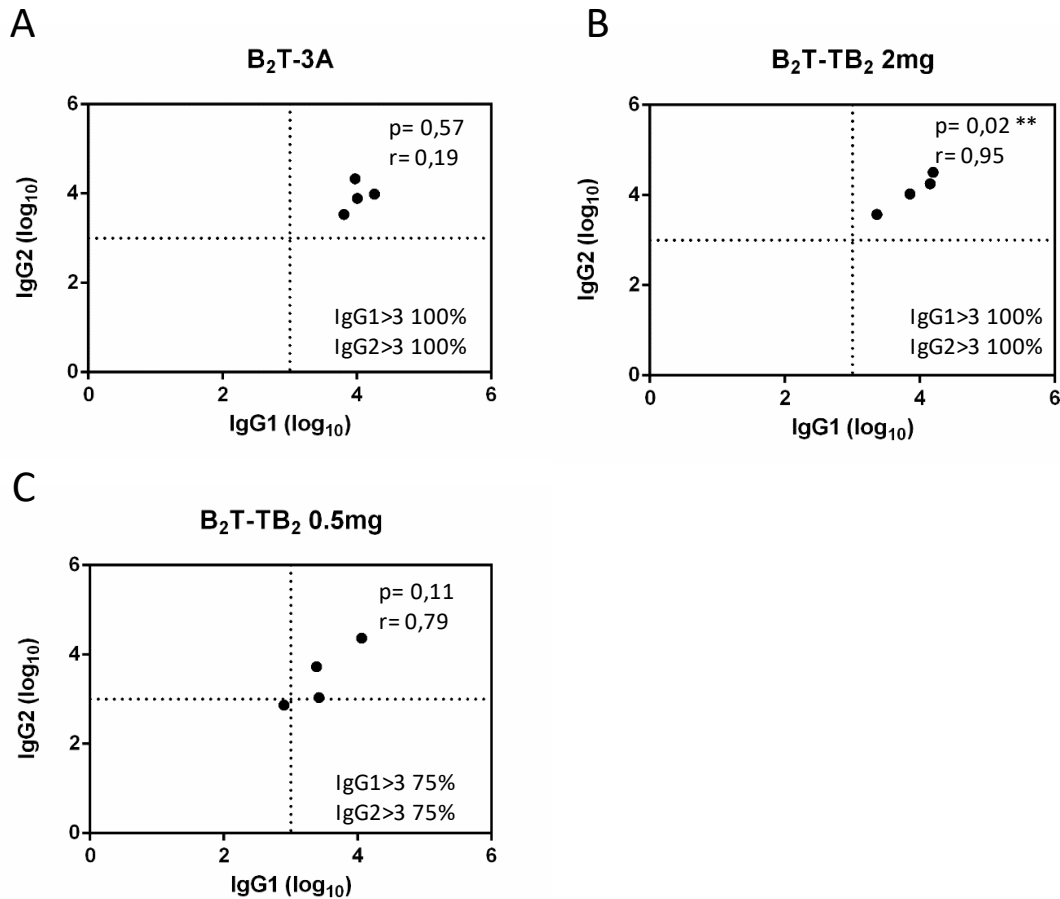 A
B₂T-3A
6
4
2
0
IgG2 (log₁₀)
p= 0,57
r= 0,19
IgG1>3 100%
IgG2>3 100%
0
2
4
6
IgG1 (log₁₀)
B
B₂T-TB₂ 2mg
6
4
2
0
IgG2 (log₁₀)
p= 0,02 **
r= 0,95
IgG1>3 100%
IgG2>3 100%
0
2
4
6
IgG1 (log₁₀)
C
B₂T-TB₂ 0.5mg
6
4
2
0
IgG2 (log₁₀)
p= 0,11
r= 0,79
IgG1>3 75%
IgG2>3 75%
0
2
4
6
IgG1 (log₁₀)